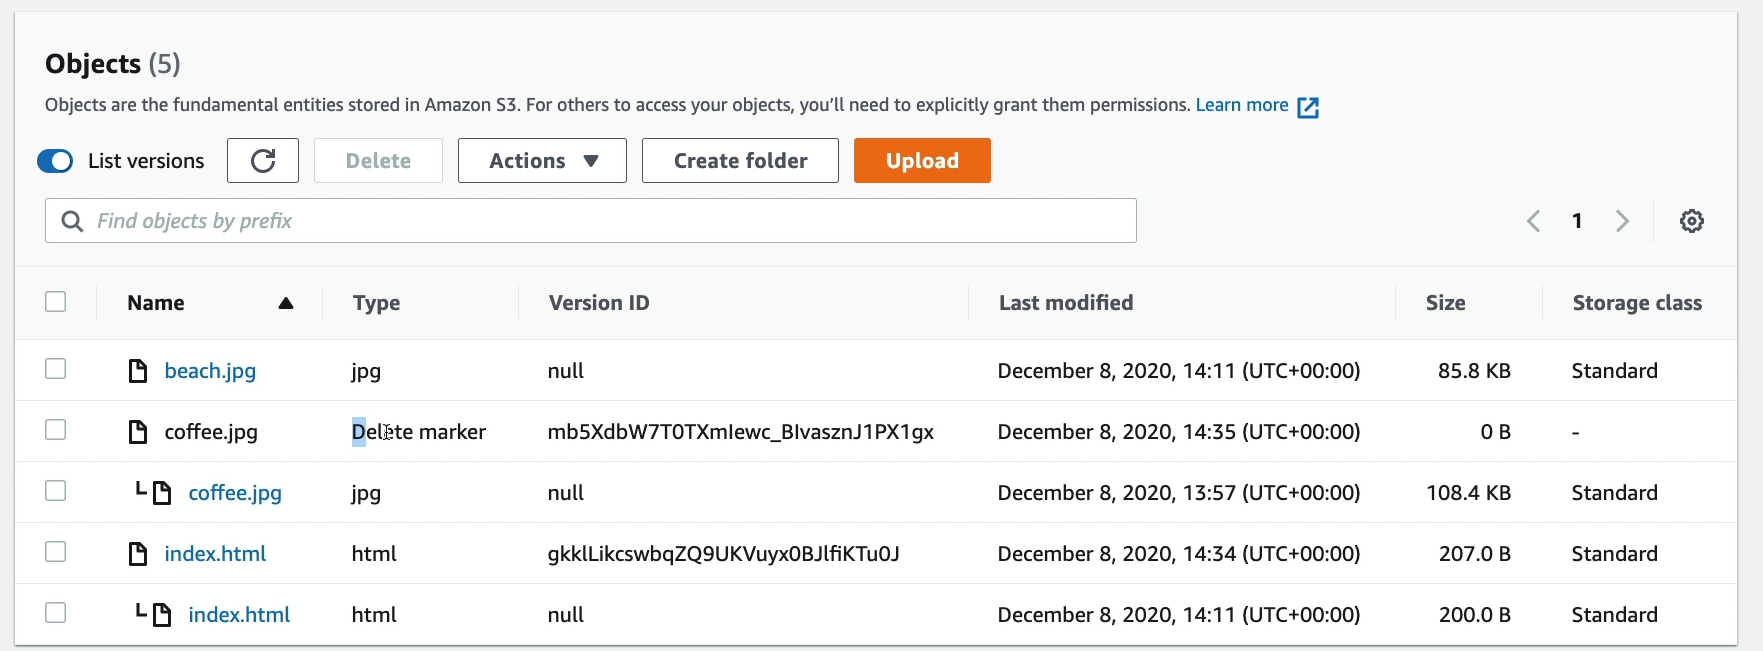 Objects (5)
Objects are the fundamental entities stored in Amazon S3. For others to access your objects, you'll need to explicitly grant them permissions. Learn more
List versions Delete Actions Create folder Upload
Find objects by prefix 1
Name Type Version ID Last modified Size Storage class
beach.jpg jpg null December 8, 2020, 14:11 (UTC+00:00) 85.8 KB Standard
coffee.jpg Delete marker mb5XdbW7T0TXmlewc_BIvasznJ1PX1gx December 8, 2020, 14:35 (UTC+00:00) 0 B -
coffee.jpg jpg null December 8, 2020, 13:57 (UTC+00:00) 108.4 KB Standard
index.html html gkklLikcswbqZQ9UKVuyx0BJlfiKTu0J December 8, 2020, 14:34 (UTC+00:00) 207.0 B Standard
index.html html null December 8, 2020, 14:11 (UTC+00:00) 200.0 B Standard